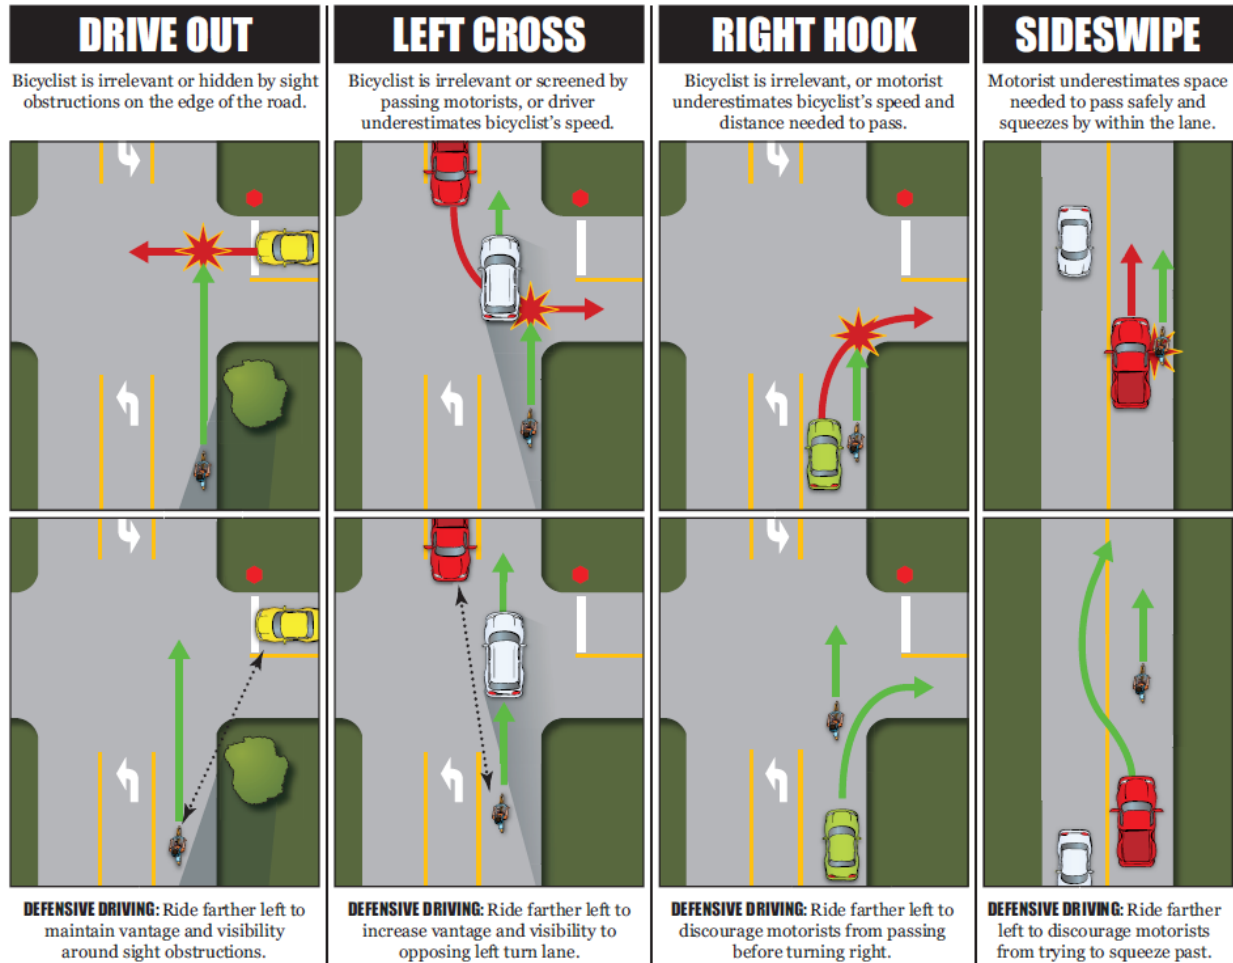 DRIVE OUT
Bicyclist is irrelevant or hidden by sight
obstructions on the edge of the road.
LEFT CROSS
Bicyclist is irrelevant or screened by
passing motorists, or driver
underestimates bicyclist's speed.
RIGHT HOOK
Bicyclist is irrelevant, or motorist
underestimates bicyclist's speed and
distance needed to pass.
SIDESWIPE
Motorist underestimates space
needed to pass safely and
squeezes by within the lane.
DEFENSIVE DRIVING: Ride farther left to
maintain vantage and visibility
around sight obstructions.
DEFENSIVE DRIVING: Ride farther left to
increase vantage and visibility to
opposing left turn lane.
DEFENSIVE DRIVING: Ride farther left to
discourage motorists from passing
before turning right.
DEFENSIVE DRIVING: Ride farther
left to discourage motorists
from trying to squeeze past.